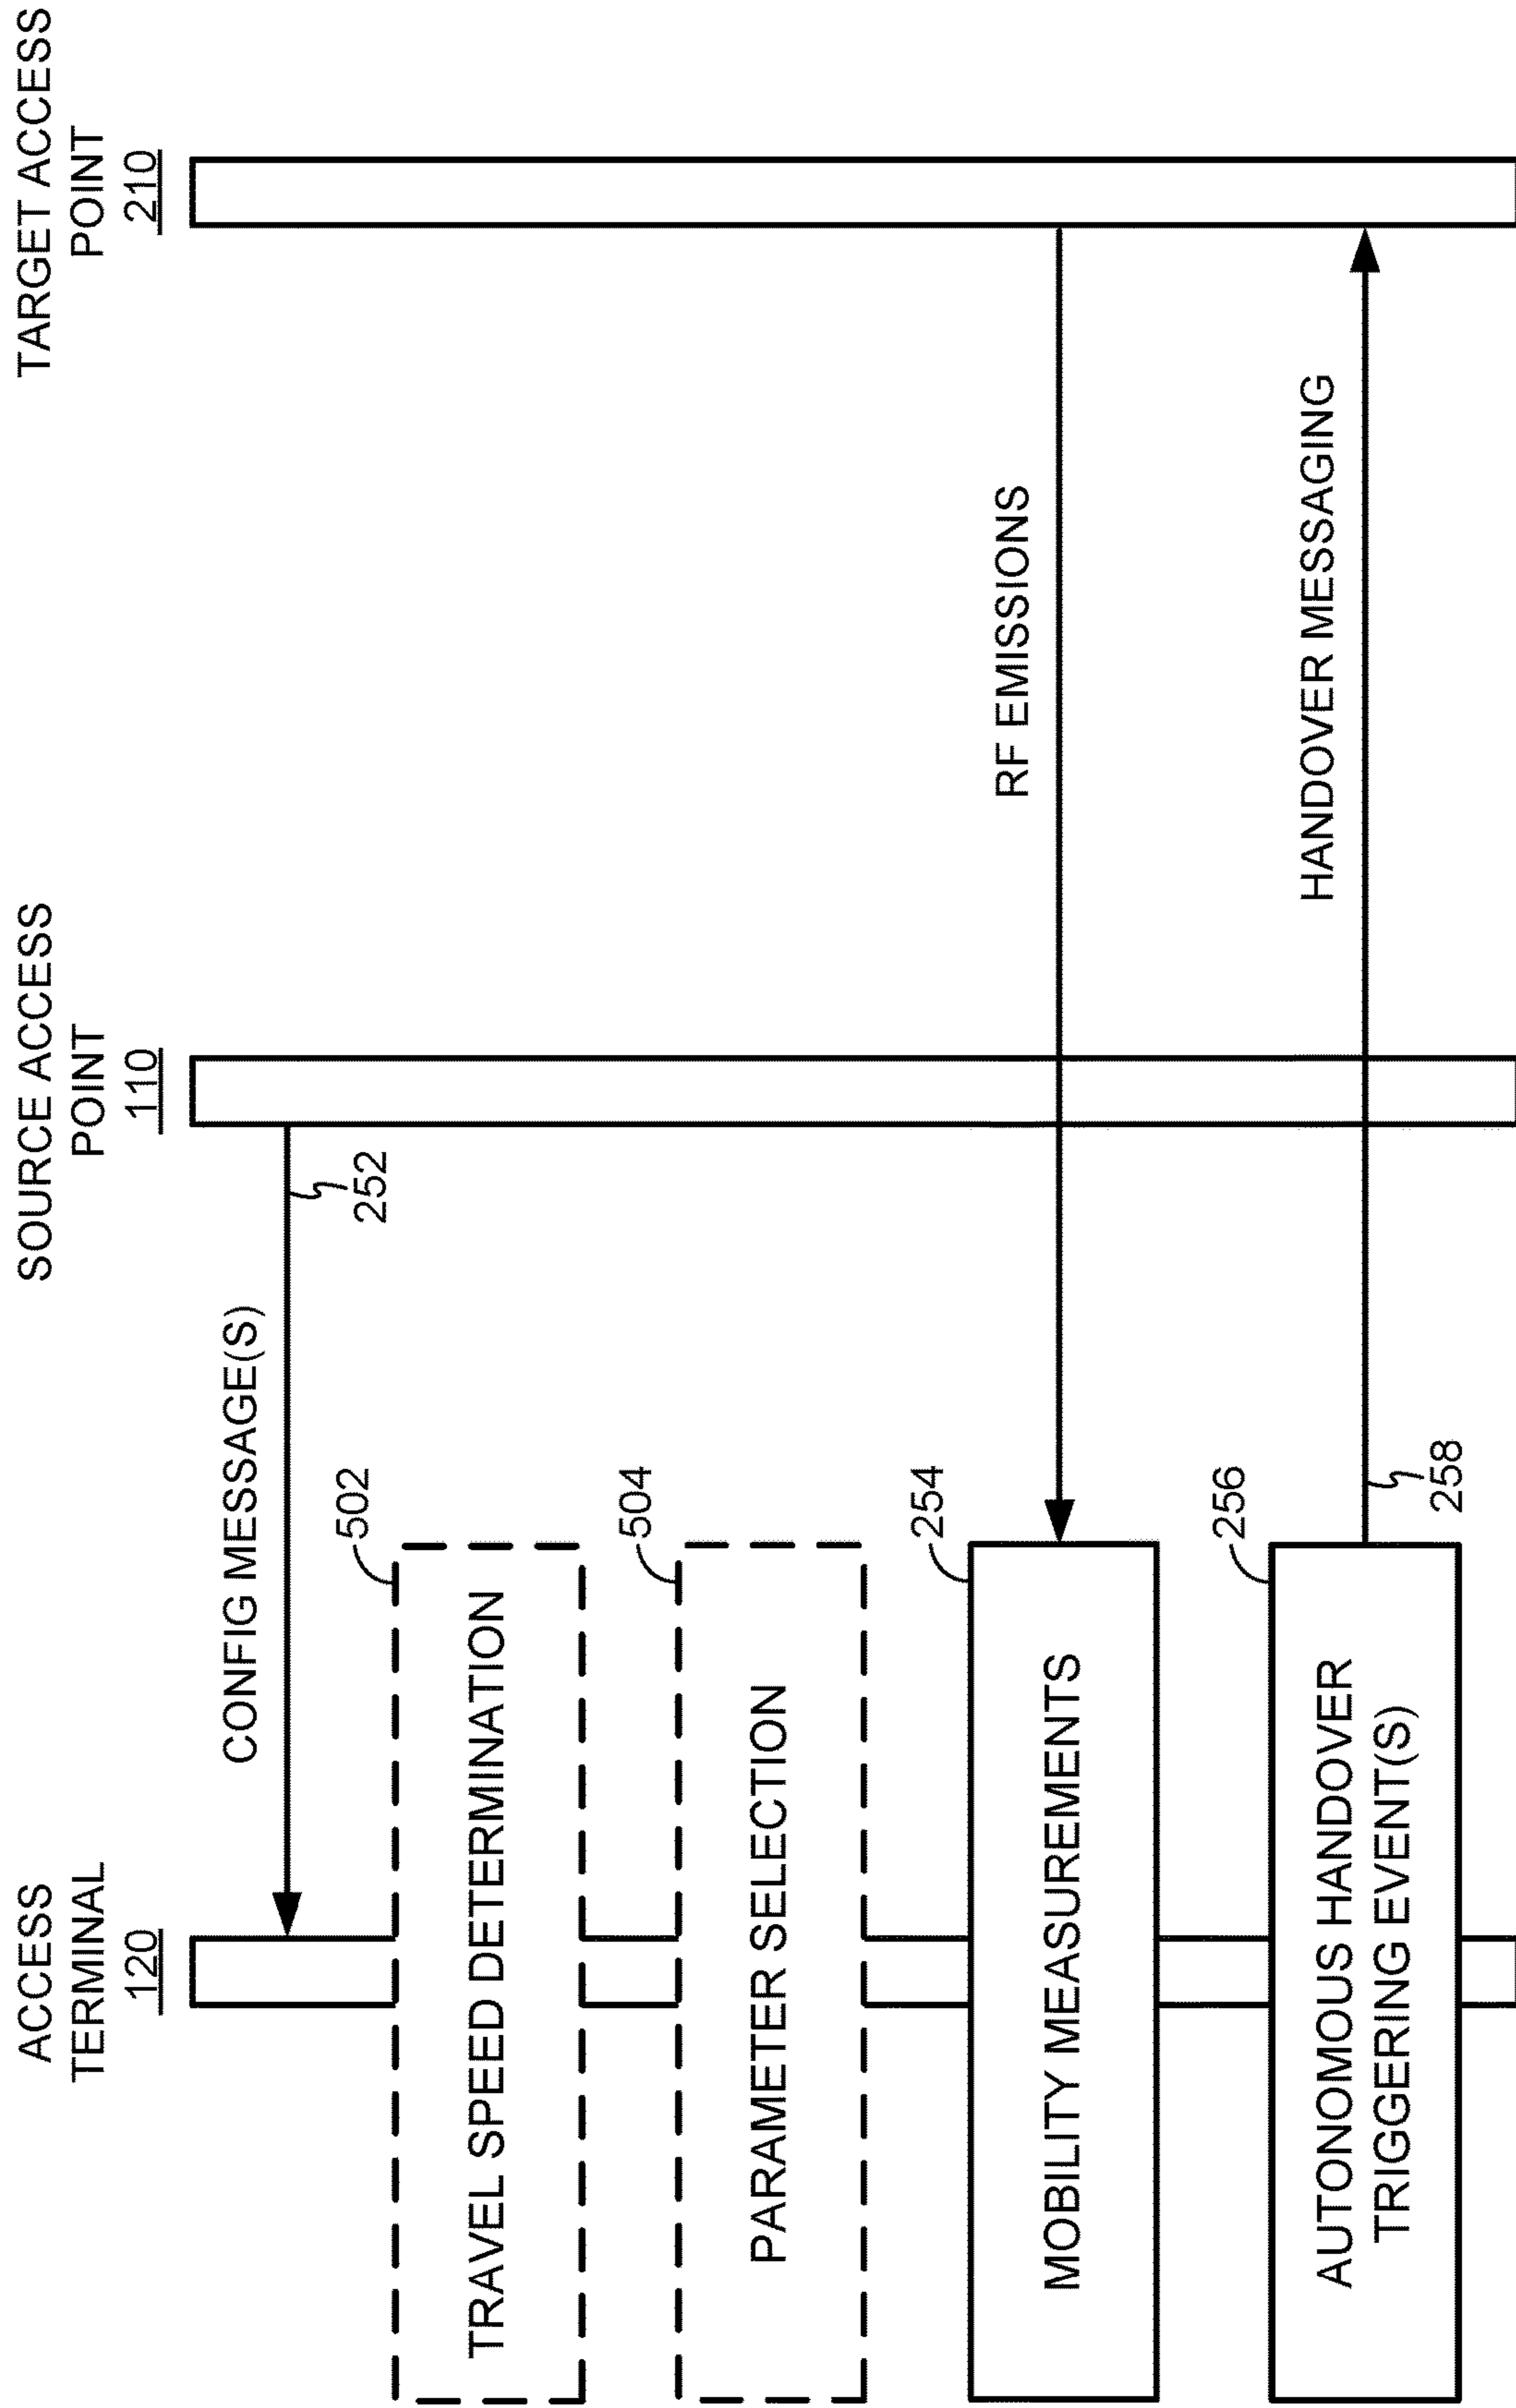 ACCESS
TERMINAL
120
SOURCE ACCESS
POINT
110
TARGET ACCESS
POINT
210
CONFIG MESSAGE(S)
252
502
TRAVEL SPEED DETERMINATION
504
PARAMETER SELECTION
RF EMISSIONS
254
MOBILITY MEASUREMENTS
HANDOVER MESSAGING
256
AUTONOMOUS HANDOVER
TRIGGERING EVENT(S)
258